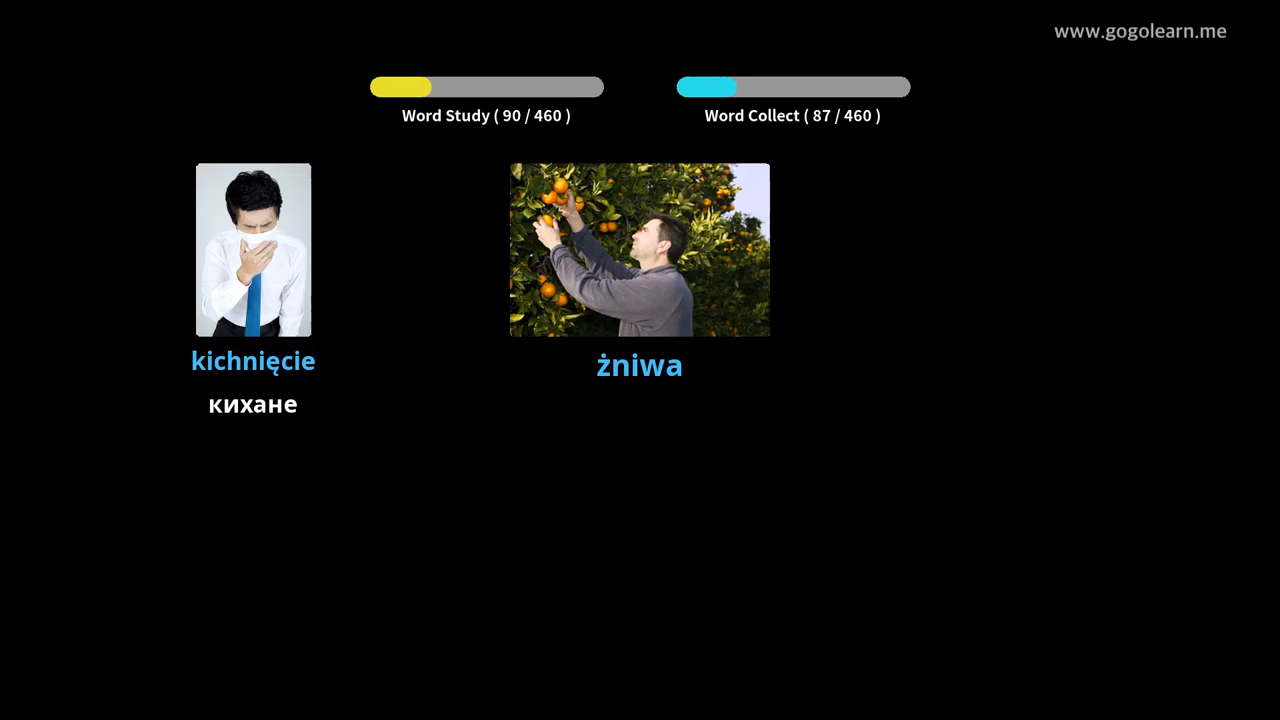 www.gogolearn.me
Word Study ( 90 / 460 )
Word Collect ( 87 / 460 )
kichnięcie
кихане
żniwa